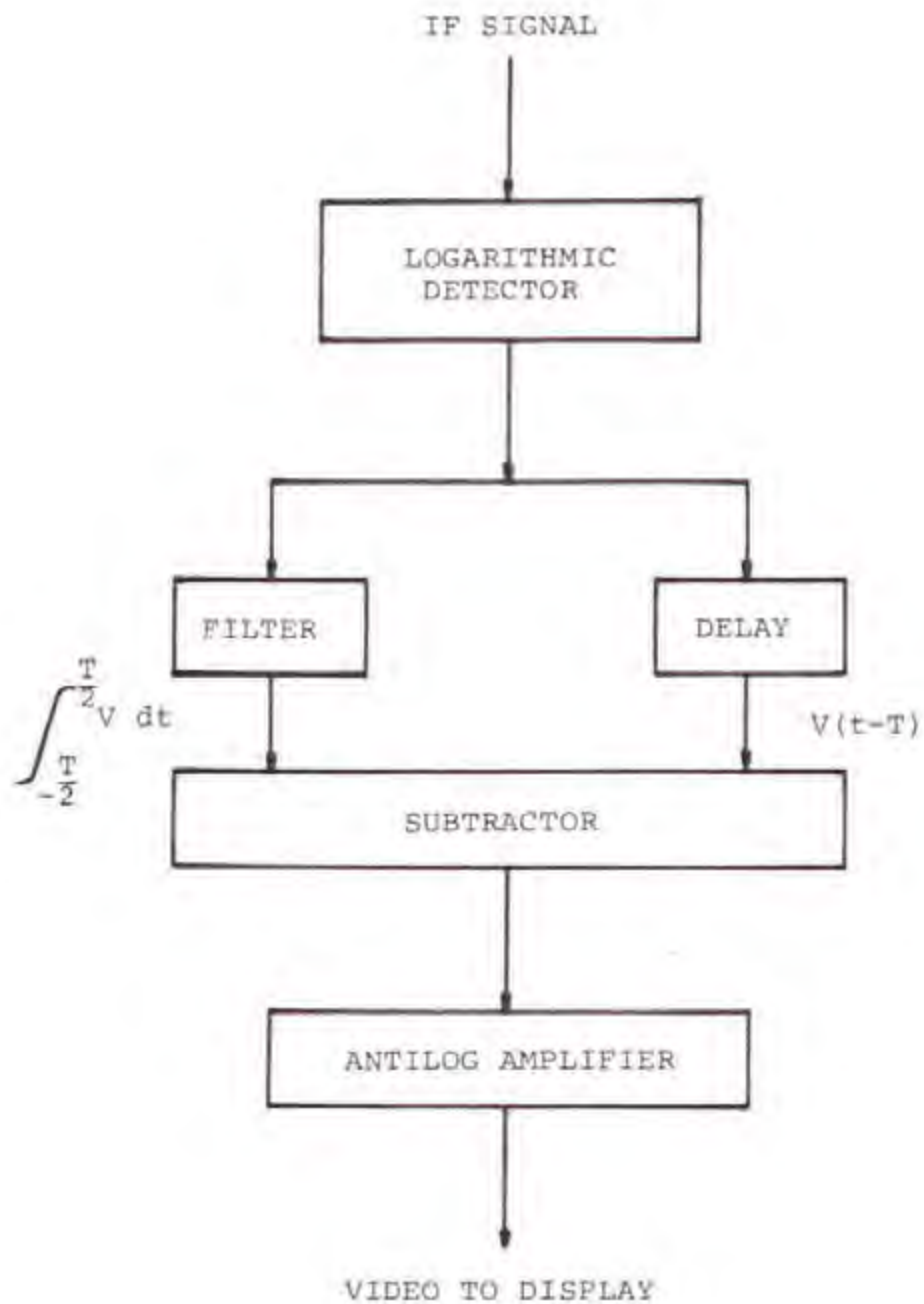 IF SIGNAL
LOGARITHMIC
DETECTOR
FILTER
DELAY
∫_{-T/2}^{T/2} V dt
V(t-T)
SUBTRACTOR
ANTILOG AMPLIFIER
VIDEO TO DISPLAY